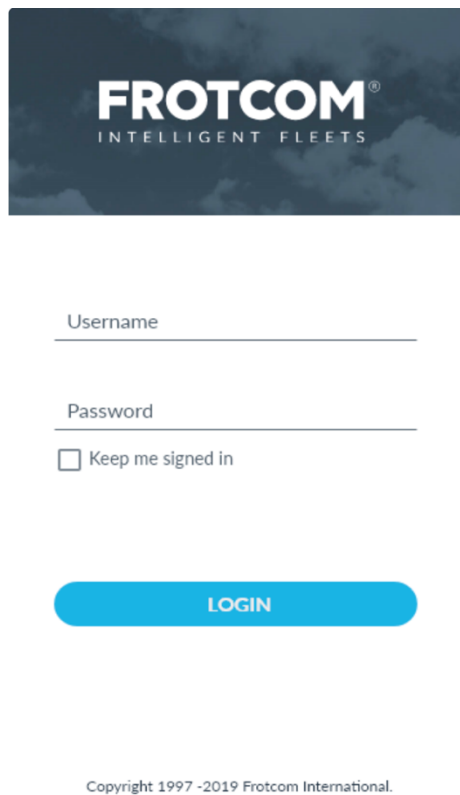 FROTCOM®
INTELLIGENT FLEETS
Username
Password
Keep me signed in
LOGIN
Copyright 1997 -2019 Frotcom International.